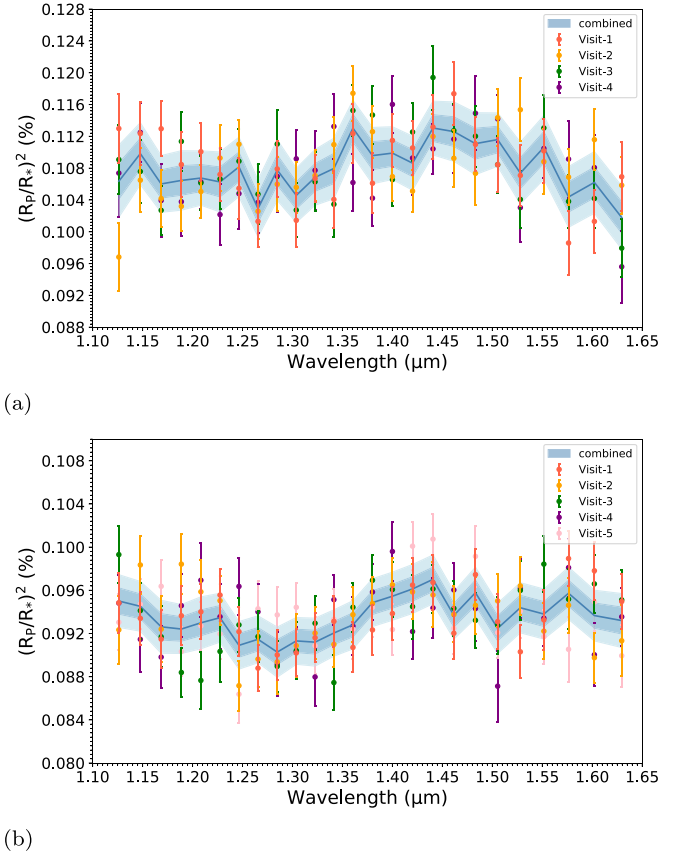 0.128
0.124
0.120
0.116
0.112
0.108
0.104
0.100
0.096
0.092
0.088
(Rₚ/R⁎)² (%)
combined
Visit-1
Visit-2
Visit-3
Visit-4
1.10 1.15 1.20 1.25 1.30 1.35 1.40 1.45 1.50 1.55 1.60 1.65
Wavelength (μm)
(a)
0.108
0.104
0.100
0.096
0.092
0.088
0.084
0.080
(Rₚ/R⁎)² (%)
combined
Visit-1
Visit-2
Visit-3
Visit-4
Visit-5
1.10 1.15 1.20 1.25 1.30 1.35 1.40 1.45 1.50 1.55 1.60 1.65
Wavelength (μm)
(b)